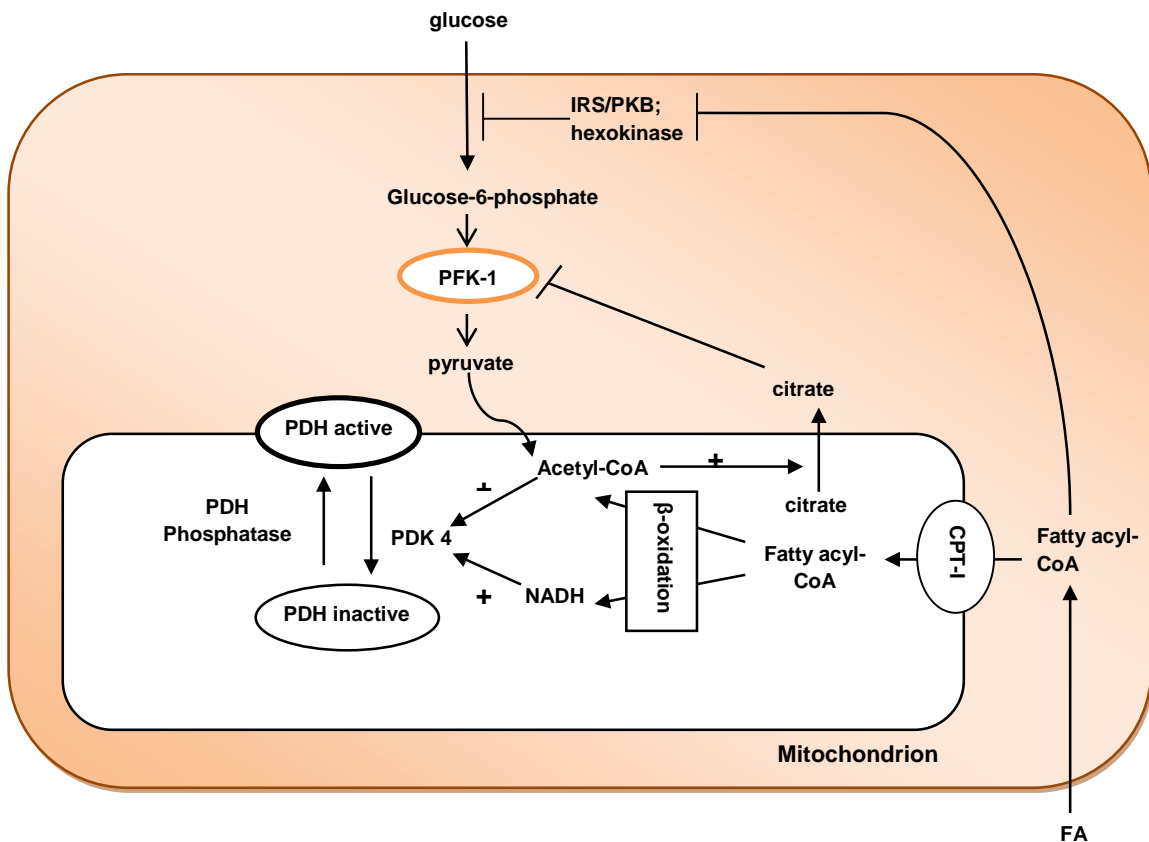 glucose
IRS/PKB;
hexokinase
Glucose-6-phosphate
PFK-1
pyruvate
citrate
PDH active
Acetyl-CoA
+
+
citrate
PDH
Phosphatase
PDK 4
β-oxidation
Fatty acyl-
CoA
CPT-I
Fatty acyl-
CoA
NADH
+
PDH inactive
Mitochondrion
FA